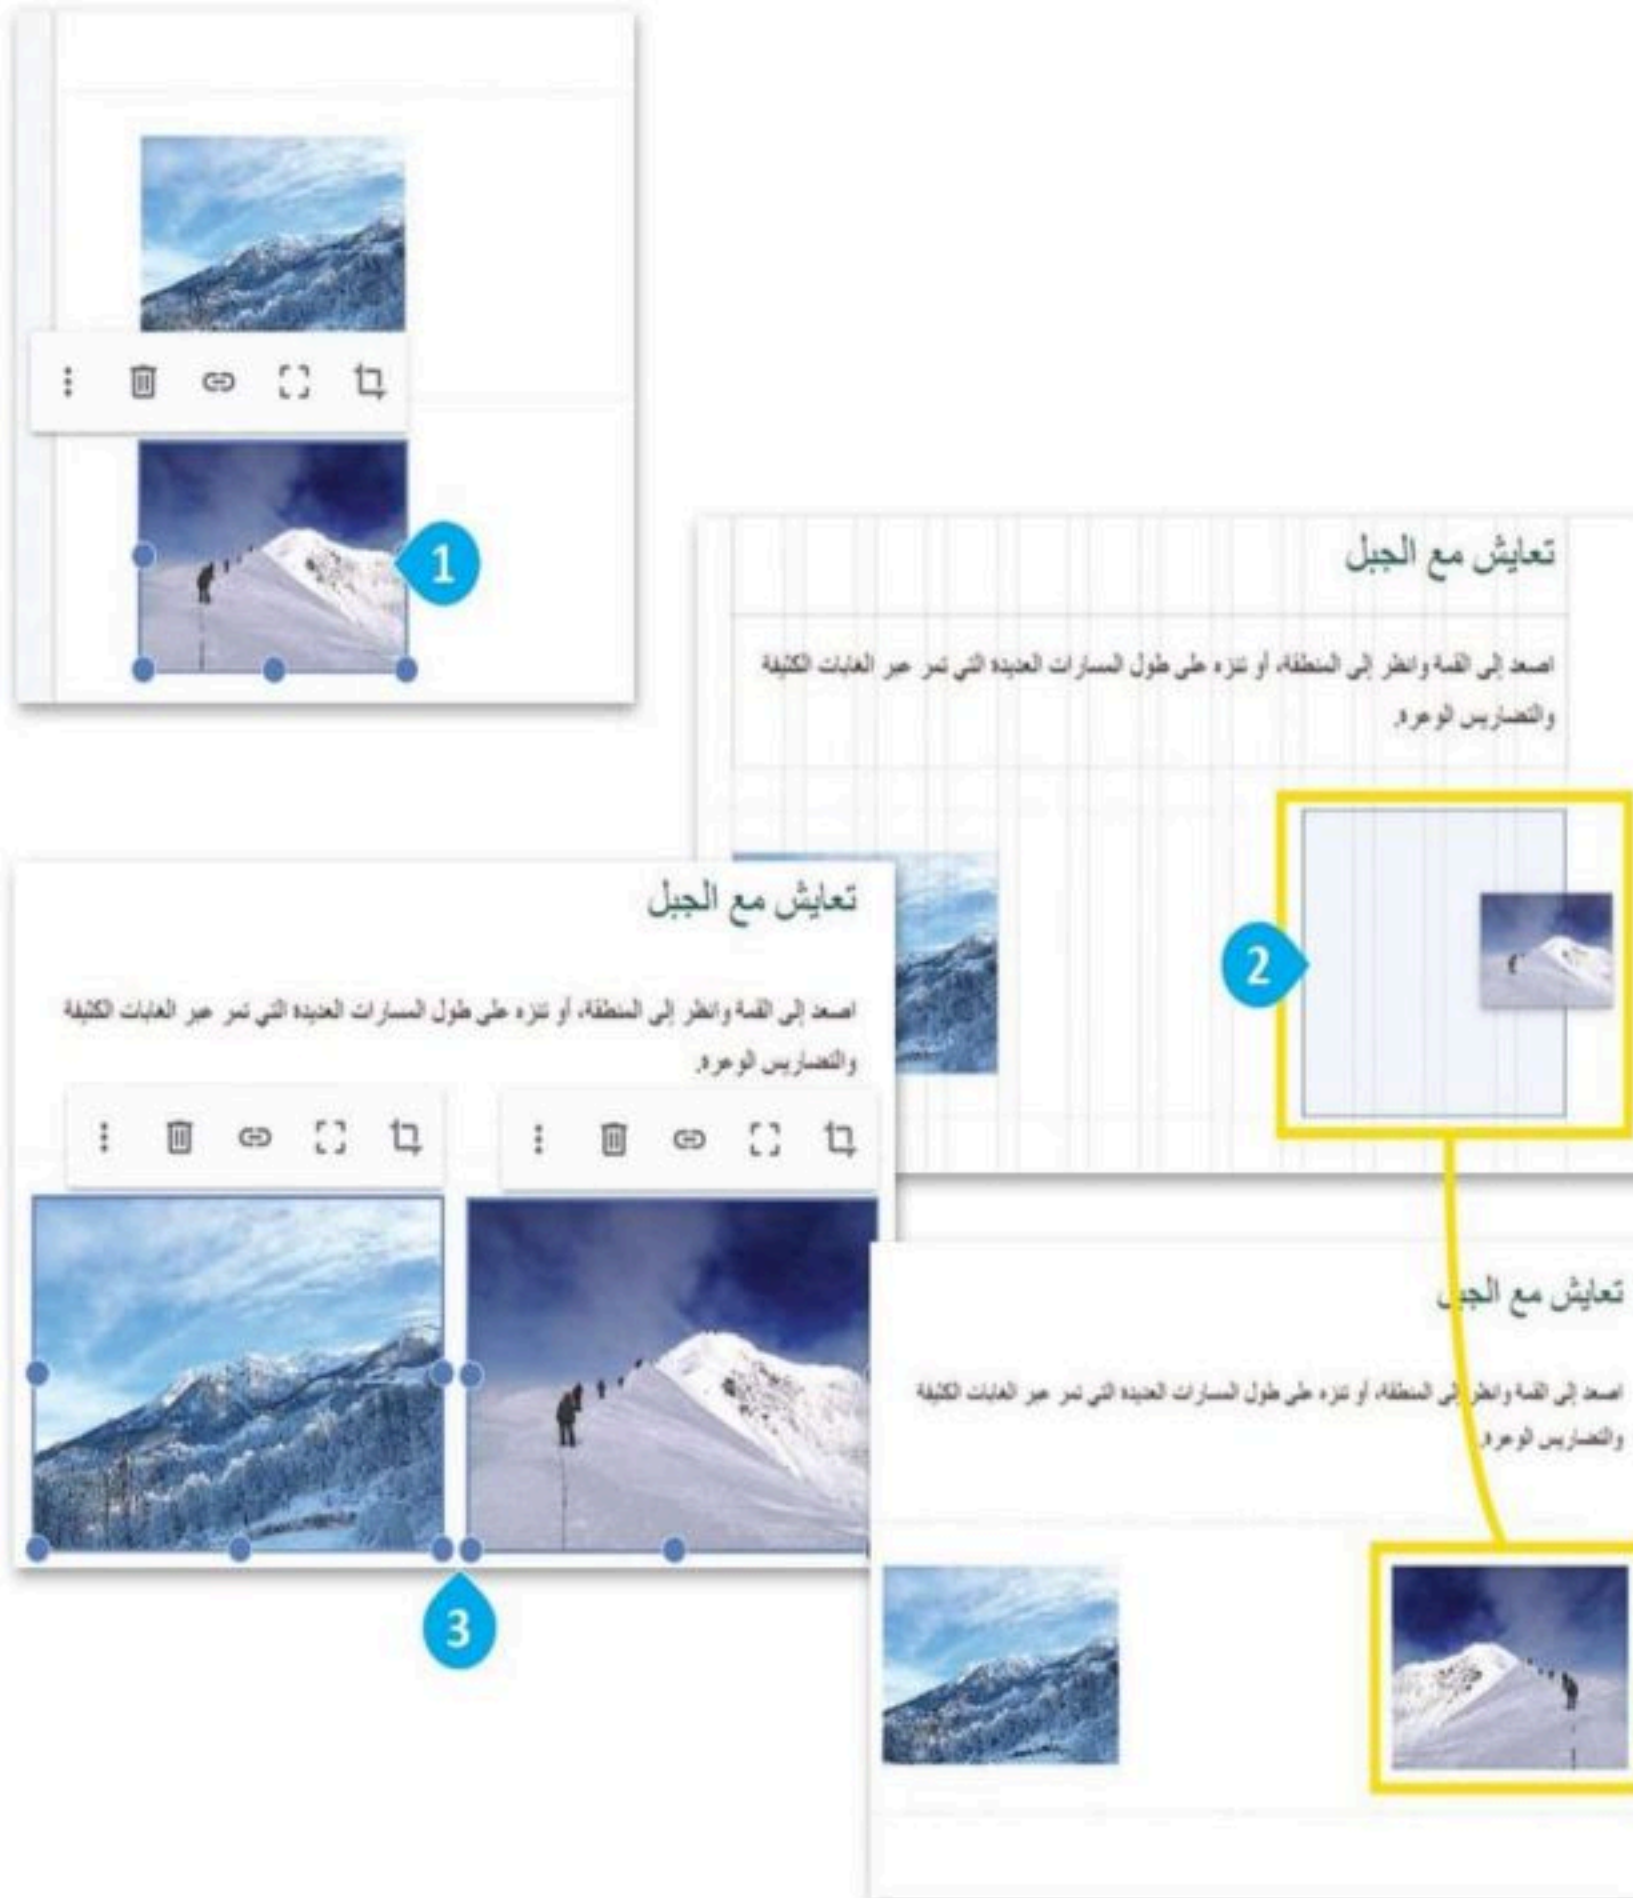 1
تعايش مع الجبل
اصعد إلى القمة وانظر إلى المنطقة، أو تنزه على طول المسارات العديدة التي تمر عبر الغابات الكثيفة
والتضاريس الوعرة.
2
تعايش مع الجبل
اصعد إلى القمة وانظر إلى المنطقة، أو تنزه على طول المسارات العديدة التي تمر عبر الغابات الكثيفة
والتضاريس الوعرة.
3
تعايش مع الجبل
اصعد إلى القمة وانظر إلى المنطقة، أو تنزه على طول المسارات العديدة التي تمر عبر الغابات الكثيفة
والتضاريس الوعرة.